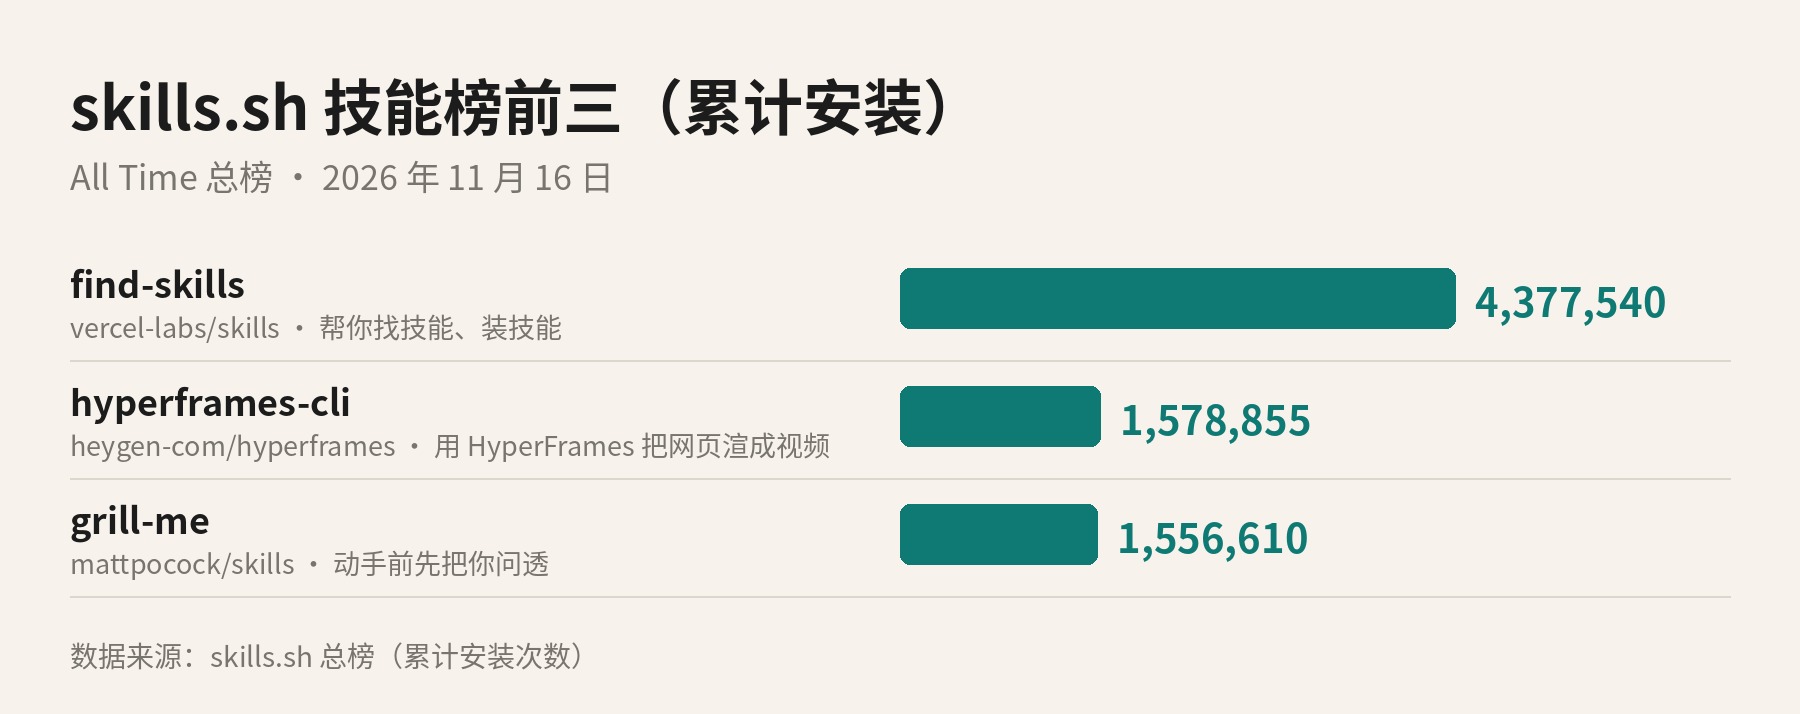 skills.sh 技能榜前三（累计安装）
All Time 总榜 · 2026 年 11 月 16 日
find-skills
vercel-labs/skills · 帮你找技能、装技能
4,377,540
hyperframes-cli
heygen-com/hyperframes · 用 HyperFrames 把网页渲成视频
1,578,855
grill-me
mattpocock/skills · 动手前先把你问透
1,556,610
数据来源：skills.sh 总榜（累计安装次数）